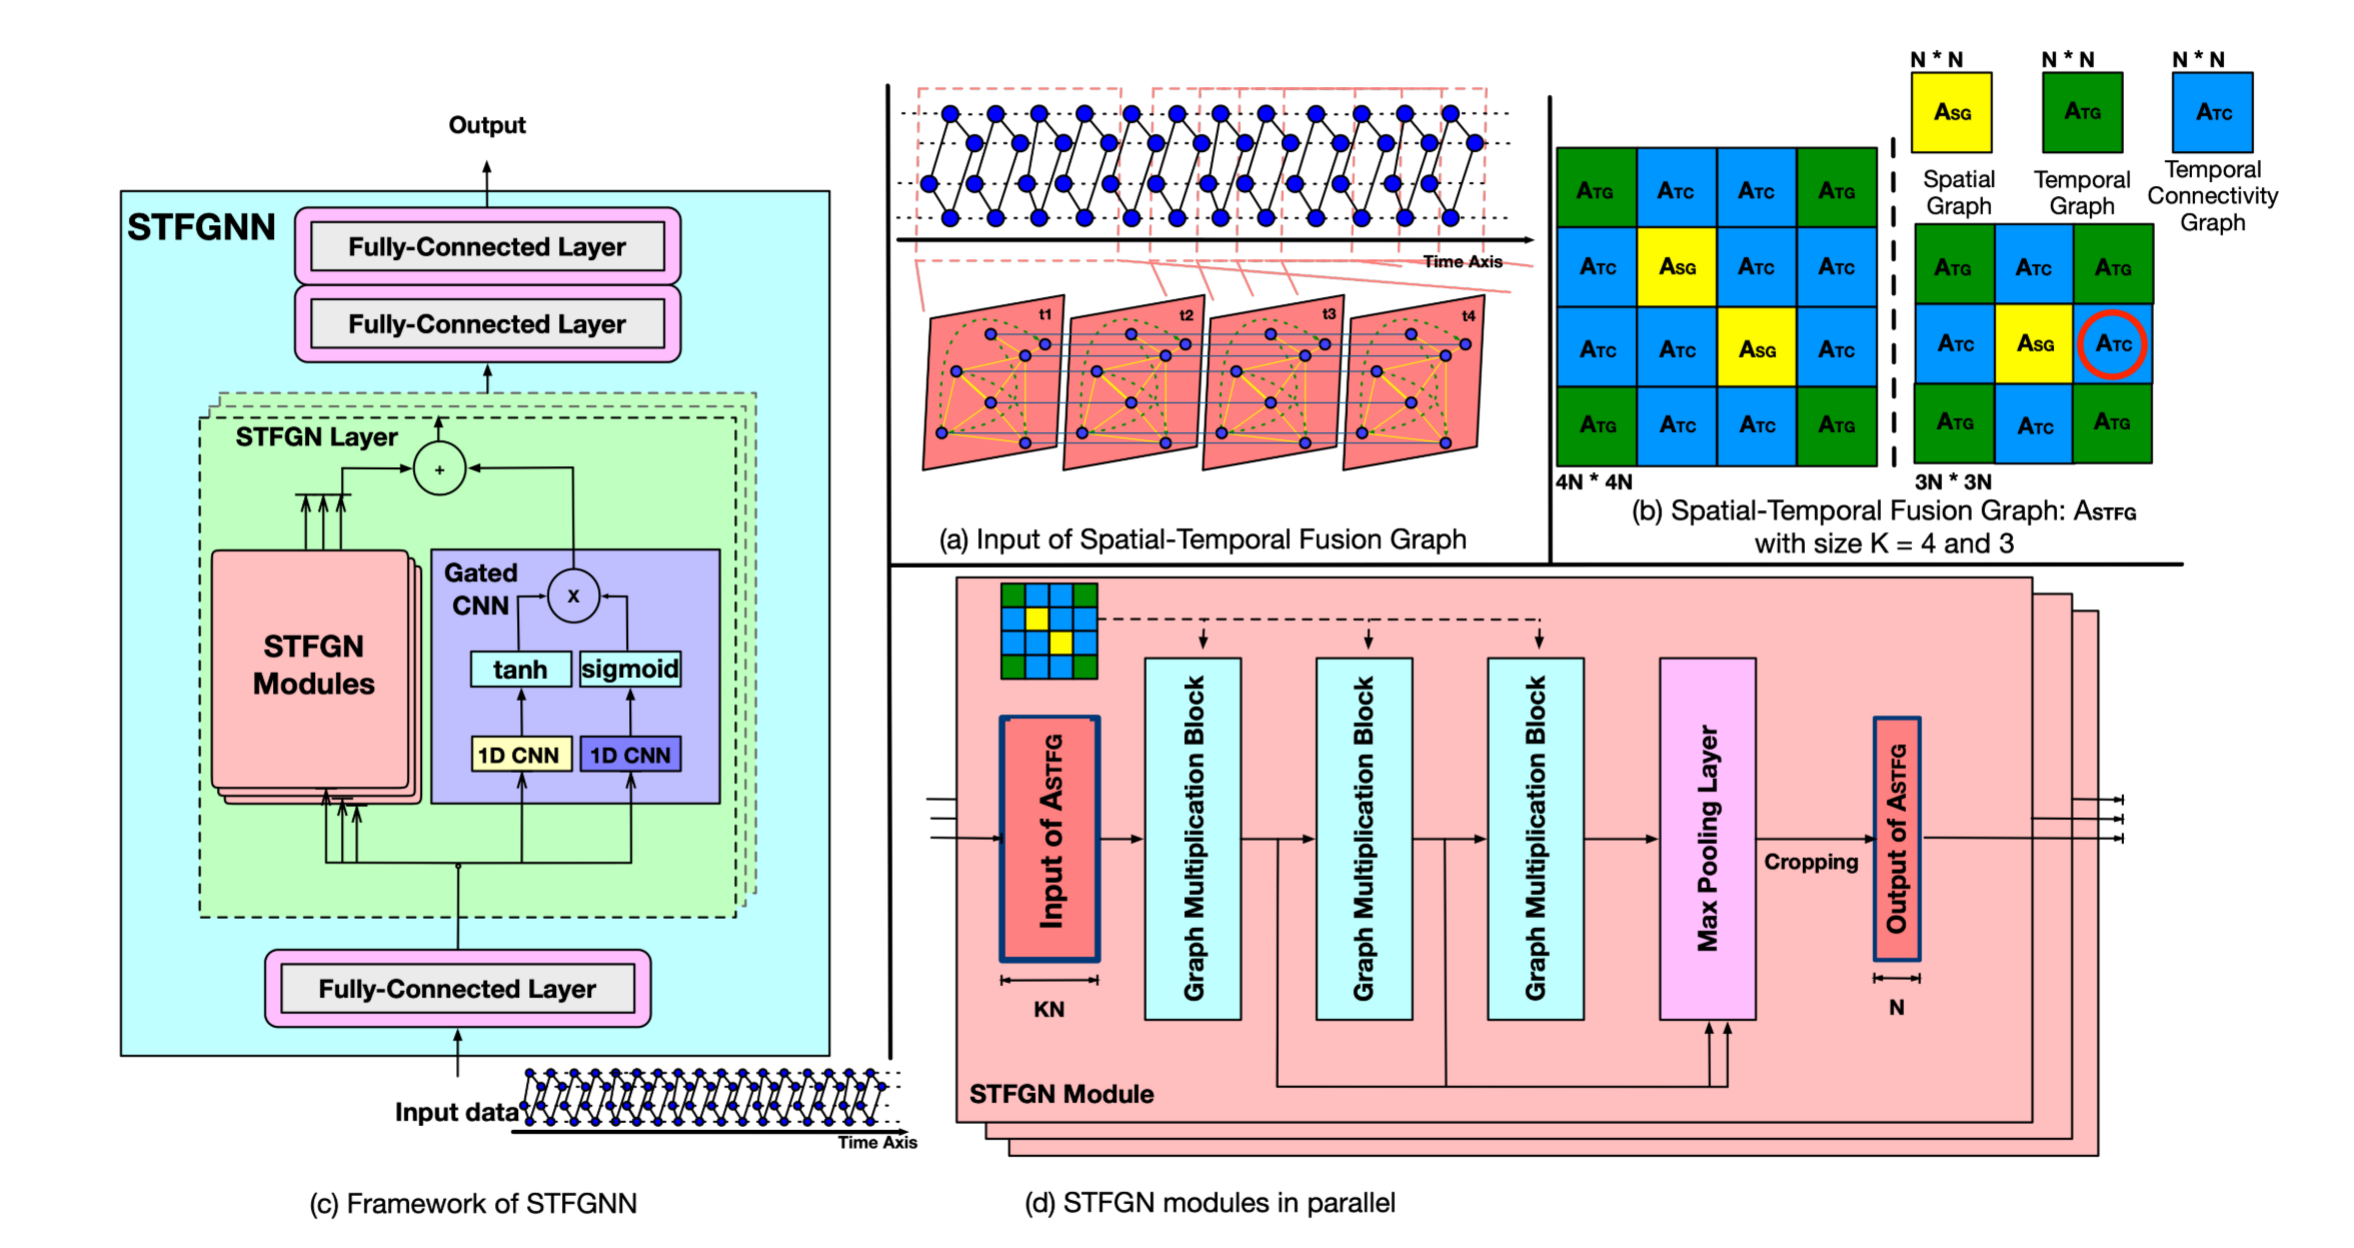 Output
STFGNN
Fully-Connected Layer
Fully-Connected Layer
STFGN Layer
+
STFGN
Modules
Gated
CNN
x
tanh
sigmoid
1D CNN
1D CNN
Fully-Connected Layer
Input data
Time Axis
(c) Framework of STFGNN
Time Axis
t1
t2
t3
t4
(a) Input of Spatial-Temporal Fusion Graph
N * N
N * N
N * N
ASG
ATG
ATC
Spatial
Graph
Temporal
Graph
Temporal
Connectivity
Graph
ATG ATC ATC ATG
ATC ASG ATC ATC
ATC ATC ASG ATC
ATG ATC ATC ATG
4N * 4N
ATG ATC ATG
ATC ASG ATC
ATG ATC ATG
3N * 3N
(b) Spatial-Temporal Fusion Graph: ASTFG
with size K = 4 and 3
Input of ASTFG
KN
Graph Multiplication Block
Graph Multiplication Block
Graph Multiplication Block
Max Pooling Layer
Cropping
Output of ASTFG
N
STFGN Module
(d) STFGN modules in parallel